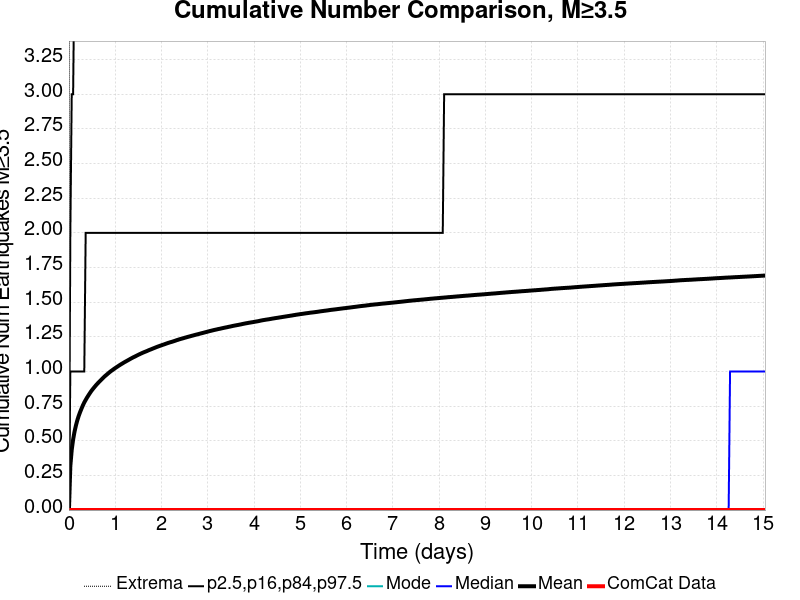 Cumulative Number Comparison, M≥3.5
Cumulative Num Earthquakes M≥3.5
3.25
3.00
2.75
2.50
2.25
2.00
1.75
1.50
1.25
1.00
0.75
0.50
0.25
0.00
0 1 2 3 4 5 6 7 8 9 10 11 12 13 14 15
Time (days)
Extrema p2.5,p16,p84,p97.5 Mode Median Mean ComCat Data